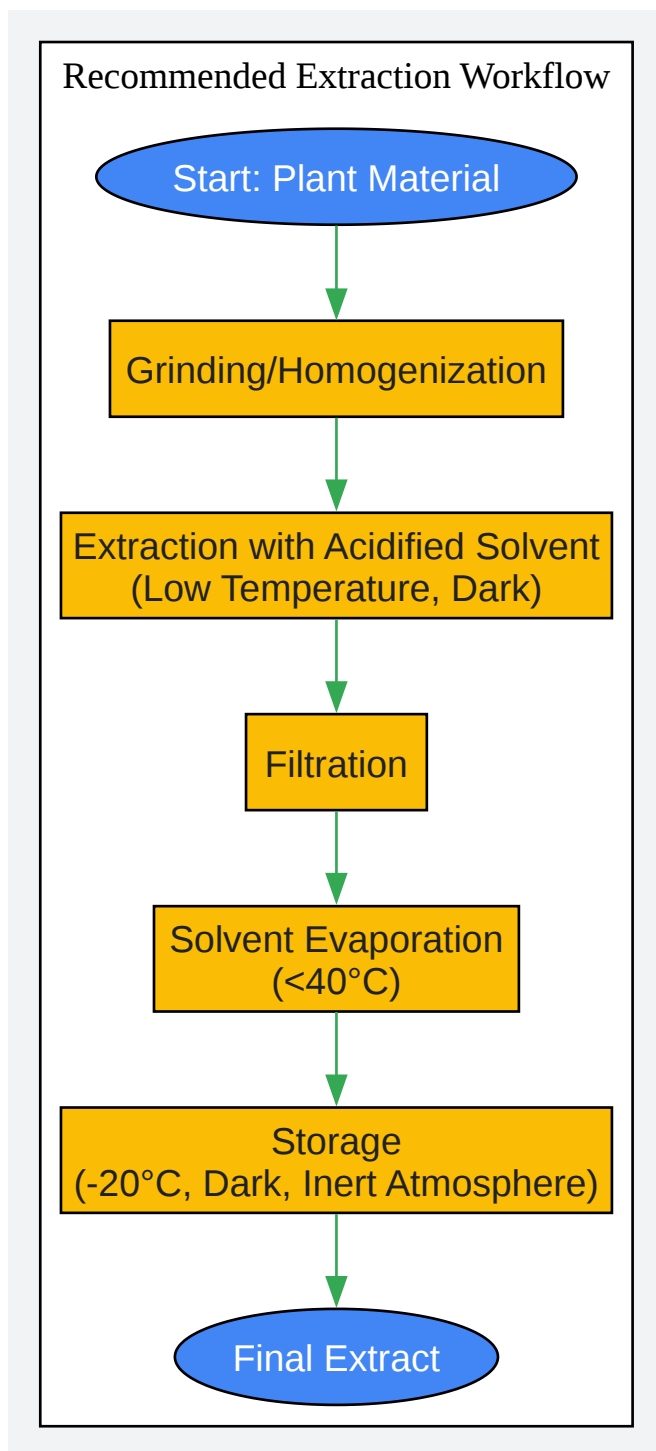 Recommended Extraction Workflow
Start: Plant Material
Grinding/Homogenization
Extraction with Acidified Solvent
(Low Temperature, Dark)
Filtration
Solvent Evaporation
(<40°C)
Storage
(-20°C, Dark, Inert Atmosphere)
Final Extract